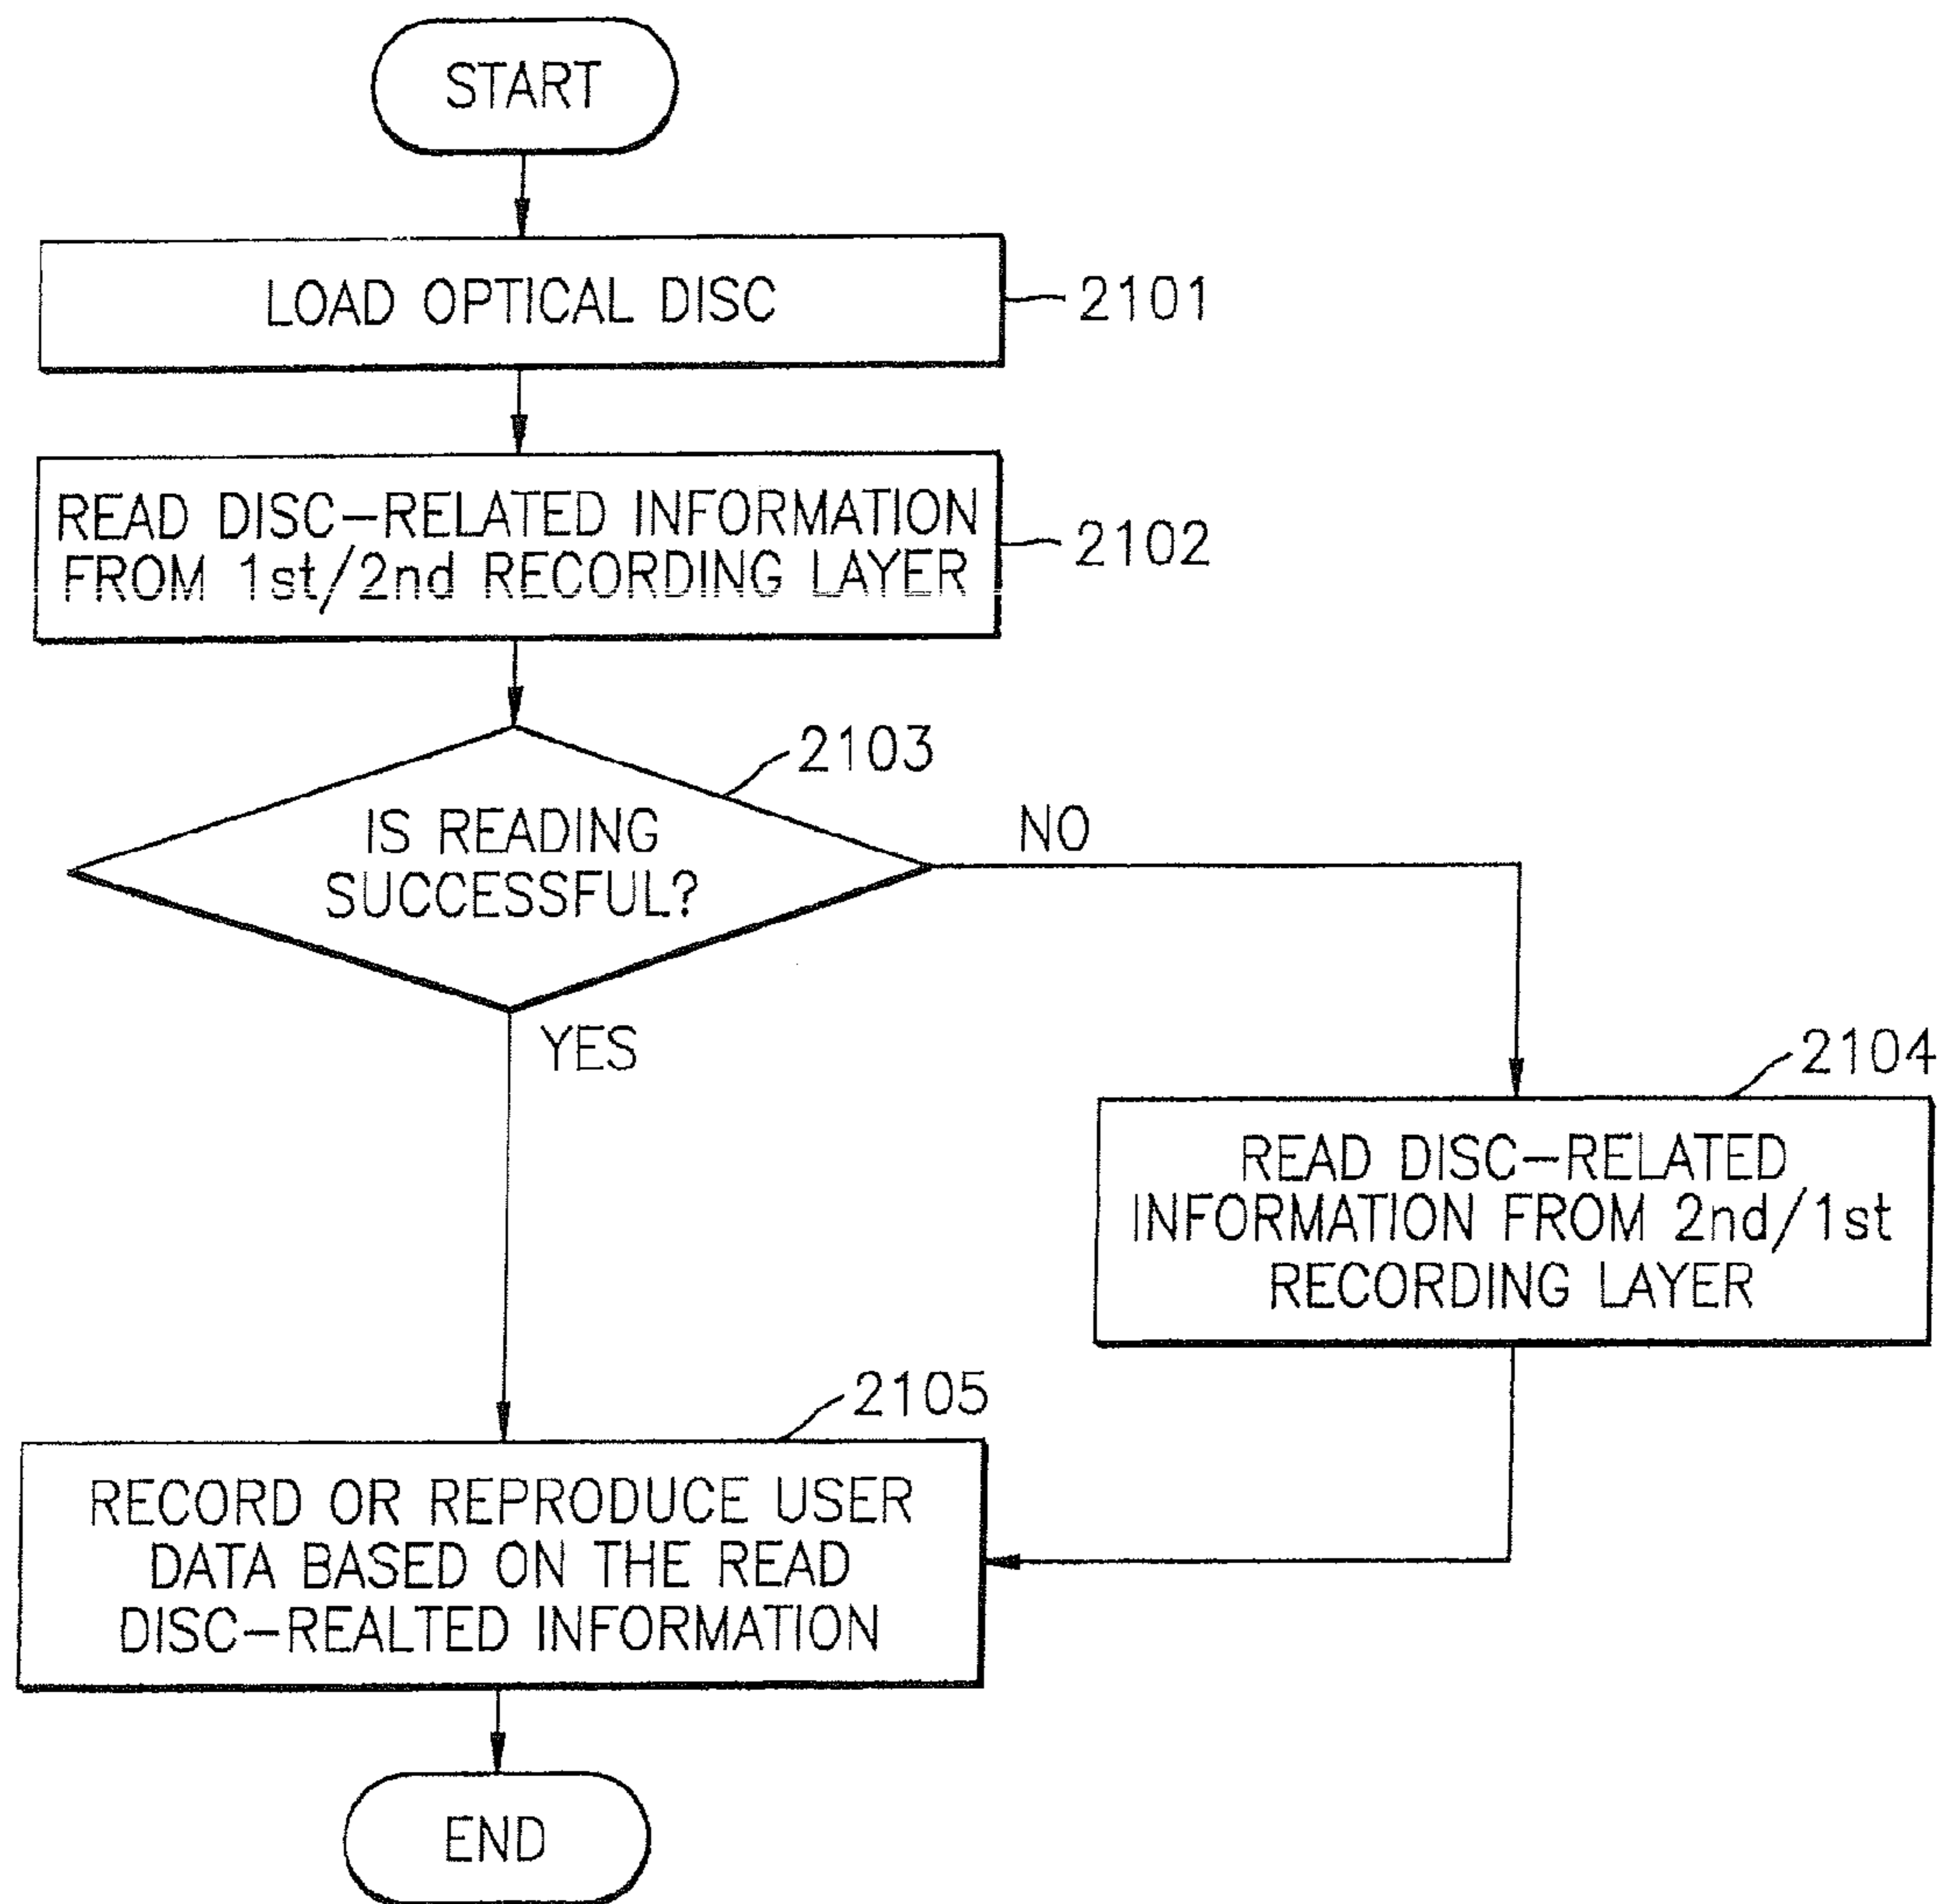 START
LOAD OPTICAL DISC
2101
READ DISC-RELATED INFORMATION
FROM 1st/2nd RECORDING LAYER
2102
2103
IS READING
SUCCESSFUL?
NO
YES
2104
READ DISC-RELATED
INFORMATION FROM 2nd/1st
RECORDING LAYER
2105
RECORD OR REPRODUCE USER
DATA BASED ON THE READ
DISC-REALTED INFORMATION
END